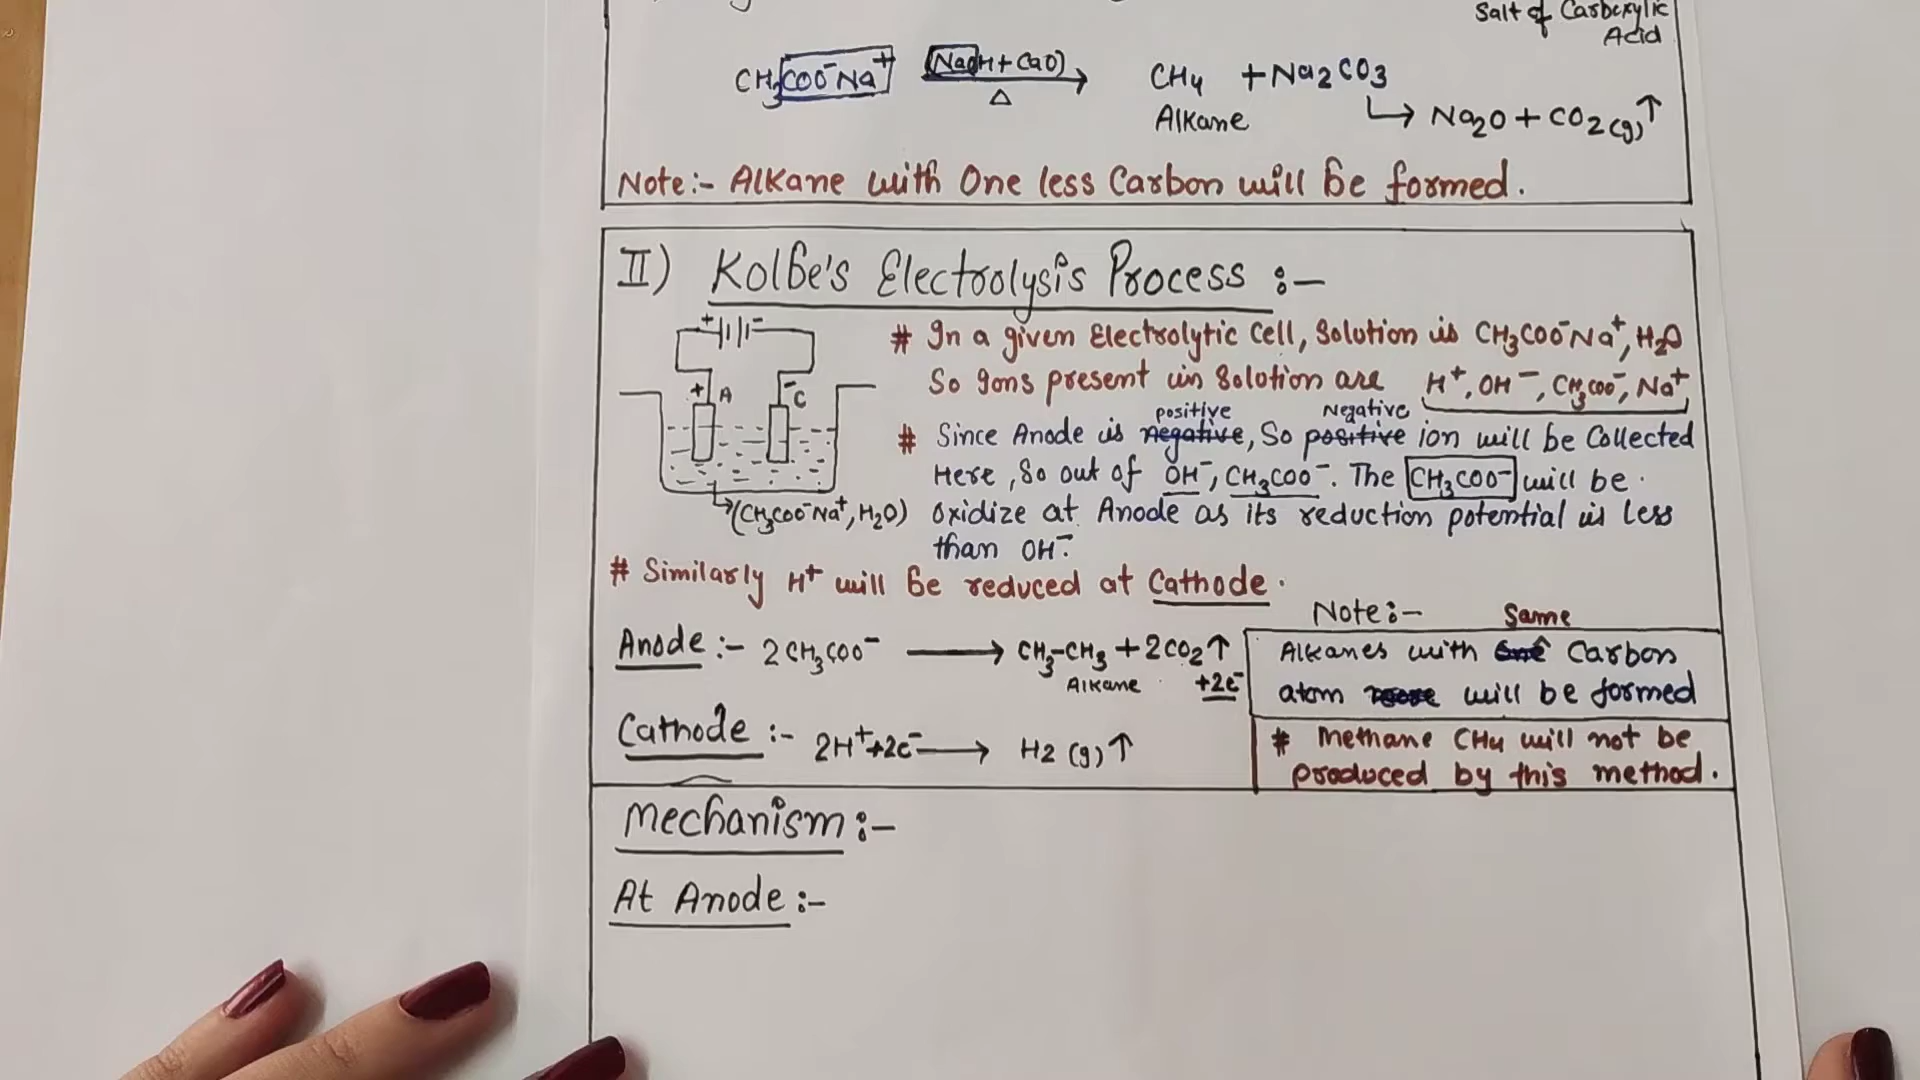 Salt of Carboxylic
Acid
CH3COO⁻Na⁺ (NaOH+CaO) △ → CH4 + Na2CO3
Alkane ↳ Na2O + CO2(g)↑
Note:- Alkane with One less Carbon will be formed.
II) Kolbe's Electrolysis Process :-
# In a given Electrolytic Cell, Solution is CH3COO⁻Na⁺, H2O
So Ions present in Solotion are H⁺, OH⁻, CH3COO⁻, Na⁺
+ -
+ A - C
positive Negative
# Since Anode is negative, So positive ion will be Collected
Here, So out of OH⁻, CH3COO⁻. The CH3COO⁻ will be.
(CH3COO⁻Na⁺, H2O) Oxidize at Anode as its reduction potential is less
than OH⁻.
# Similarly H⁺ will be reduced at Cathode.
Anode :- 2CH3COO⁻ → CH3-CH3 + 2CO2↑
Alkane +2e⁻
Cathode :- 2H⁺+2e⁻ → H2 (g)↑
Note:- Same
Alkanes with Carbon
atom will be formed
# Methane CH4 will not be
produced by this method.
Mechanism :-
At Anode :-